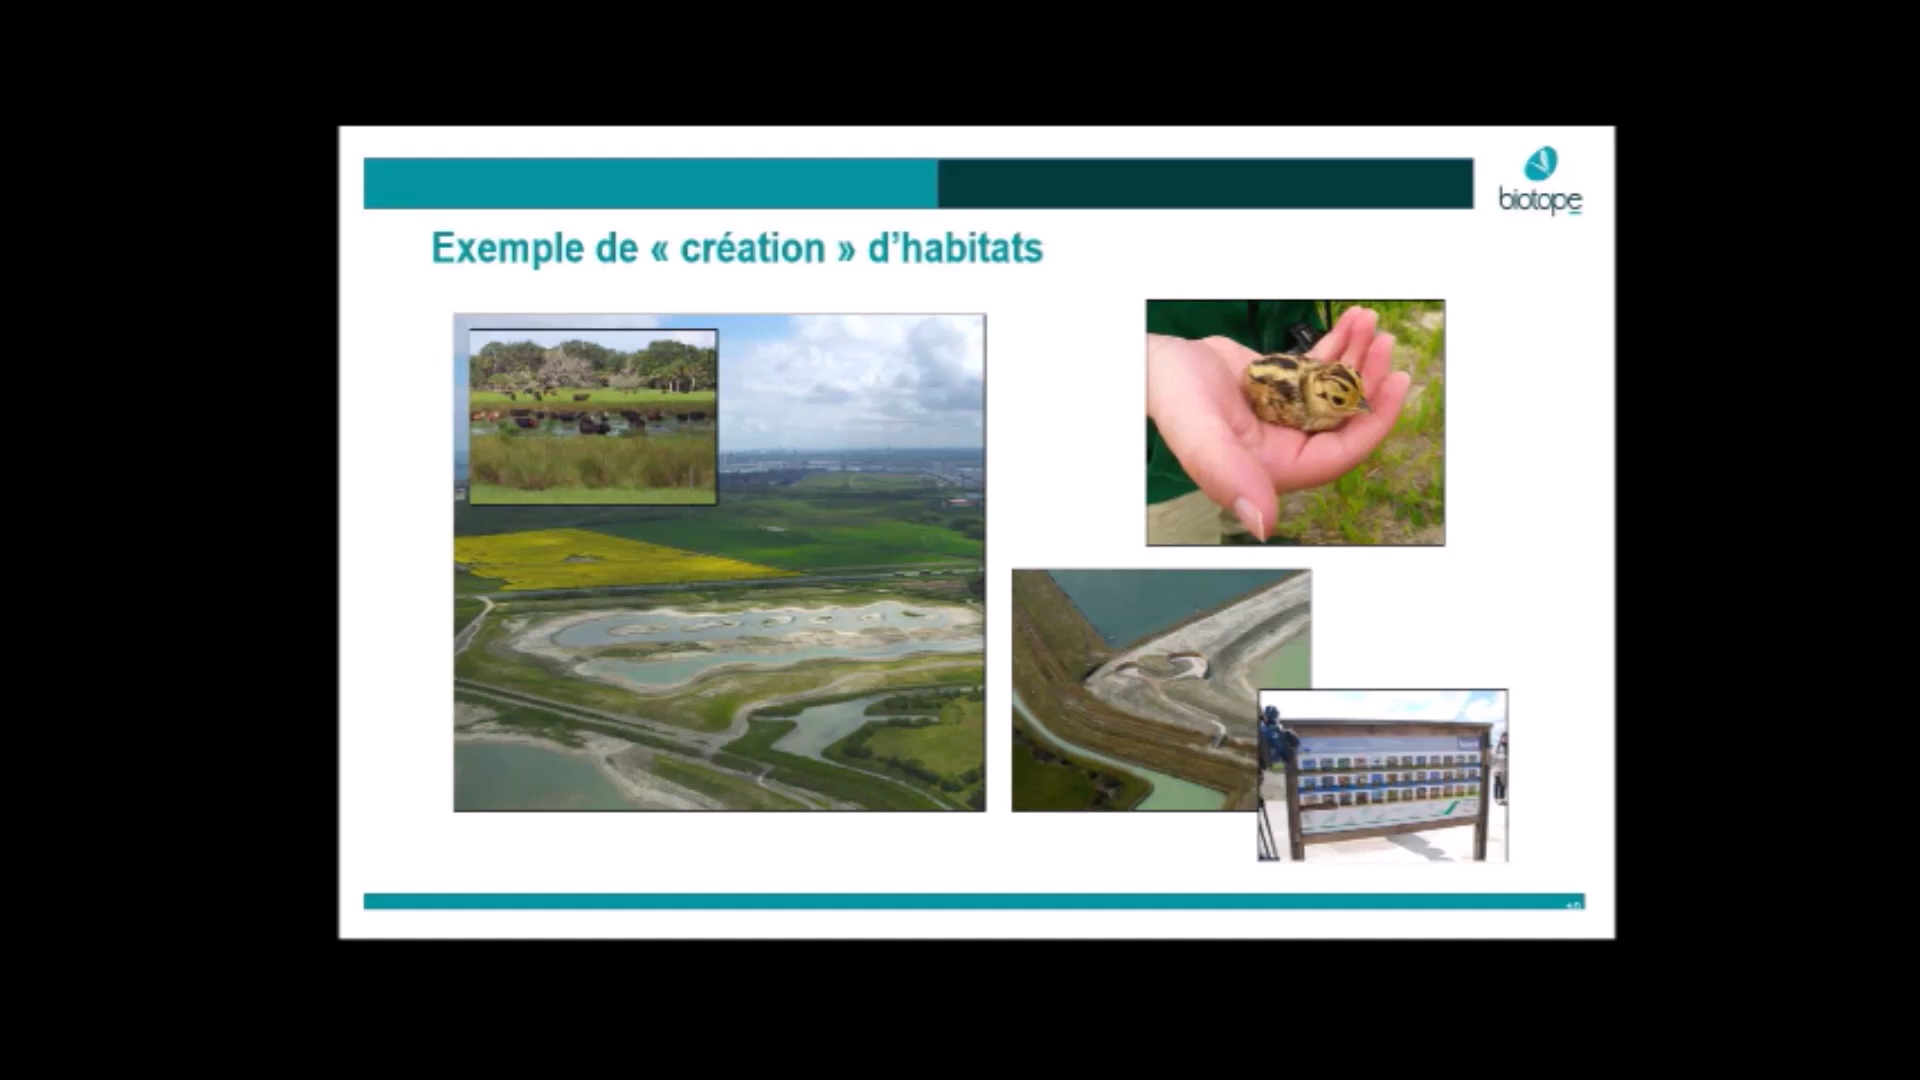 biotope
Exemple de « création » d’habitats